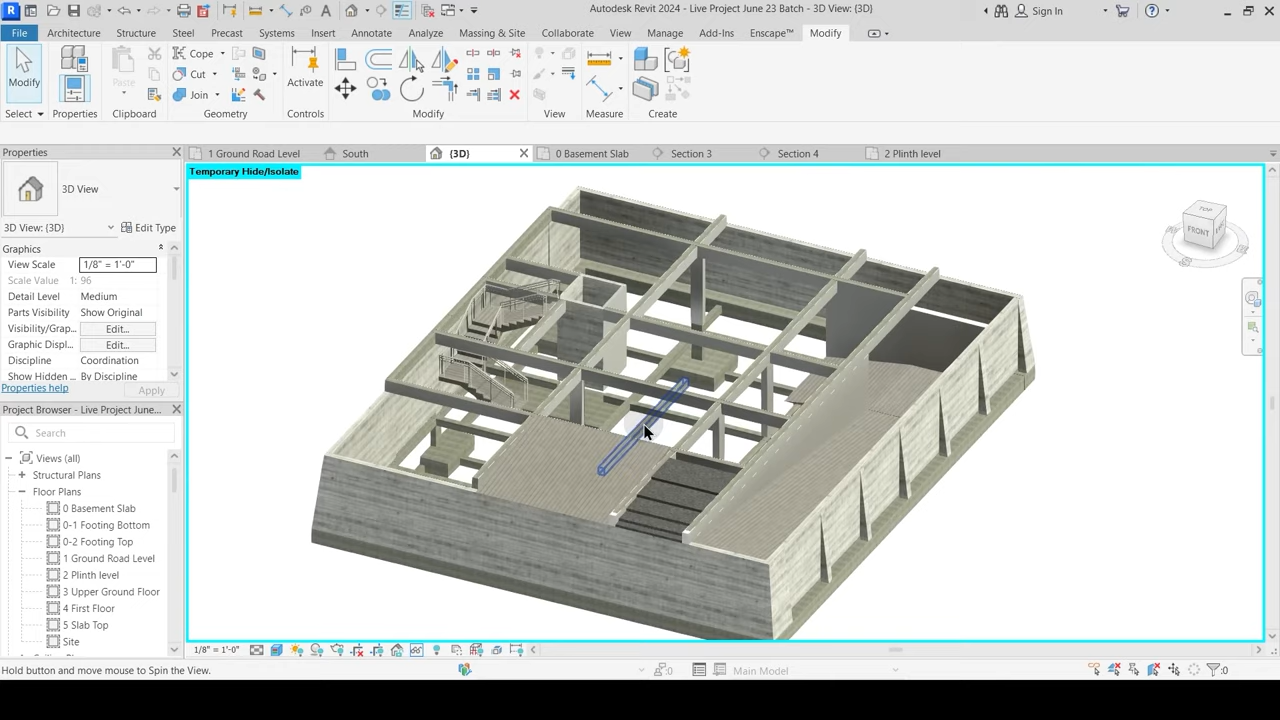 Autodesk Revit 2024 - Live Project June 23 Batch - 3D View: {3D}
Sign In
File Architecture Structure Steel Precast Systems Insert Annotate Analyze Massing & Site Collaborate View Manage Add-Ins Enscape™ Modify
Modify
Paste
Cope
Cut
Join
Activate
Select Properties Clipboard Geometry Controls Modify View Measure Create
Properties
1 Ground Road Level South {3D} 0 Basement Slab Section 3 Section 4 2 Plinth level
3D View
3D View: {3D} Edit Type
Graphics
View Scale 1/8" = 1'-0"
Scale Value 1: 96
Detail Level Medium
Parts Visibility Show Original
Visibility/Grap... Edit...
Graphic Displ... Edit...
Discipline Coordination
Show Hidden ... By Discipline
Properties help Apply
Project Browser - Live Project June...
Search
Views (all)
Structural Plans
Floor Plans
0 Basement Slab
0-1 Footing Bottom
0-2 Footing Top
1 Ground Road Level
2 Plinth level
3 Upper Ground Floor
4 First Floor
5 Slab Top
Site
Temporary Hide/Isolate
TOP
FRONT
1/8" = 1'-0"
Hold button and move mouse to Spin the View.
:0
Main Model
:0